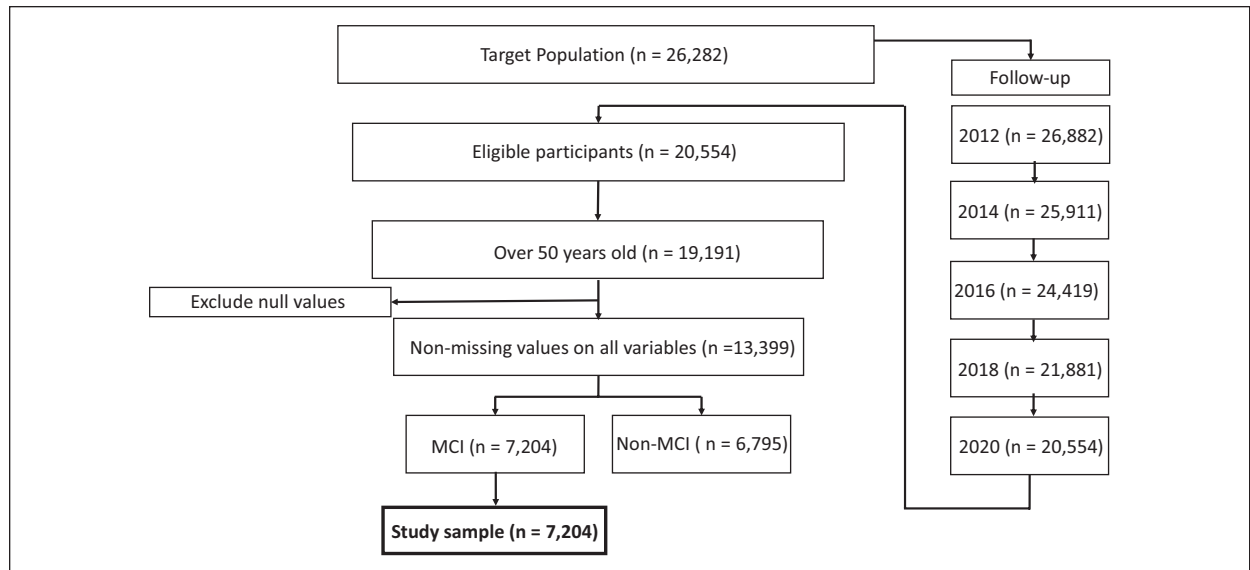 Target Population (n = 26,282)
Follow-up
2012 (n = 26,882)
2014 (n = 25,911)
2016 (n = 24,419)
2018 (n = 21,881)
2020 (n = 20,554)
Eligible participants (n = 20,554)
Over 50 years old (n = 19,191)
Exclude null values
Non-missing values on all variables (n =13,399)
MCI (n = 7,204)
Non-MCI ( n = 6,795)
Study sample (n = 7,204)